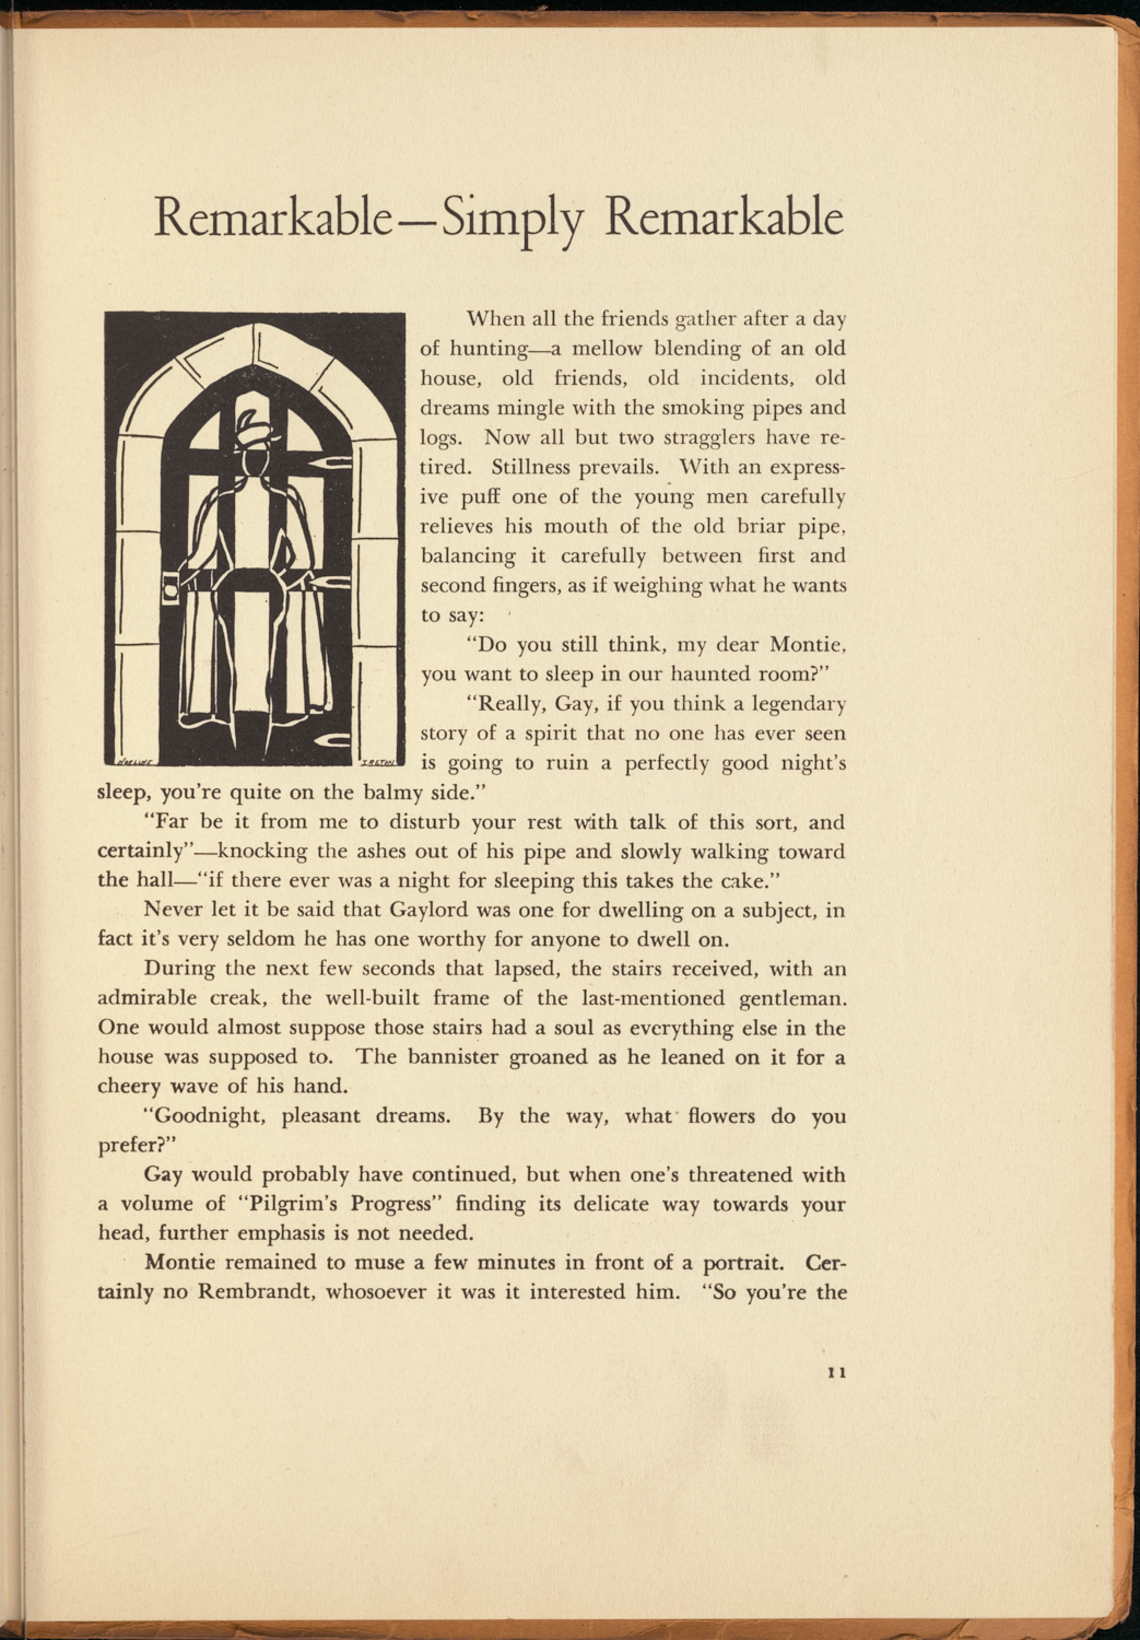 Remarkable—Simply Remarkable
When all the friends gather after a day
of hunting—a mellow blending of an old
house, old friends, old incidents, old
dreams mingle with the smoking pipes and
logs. Now all but two stragglers have re-
tired. Stillness prevails. With an express-
ive puff one of the young men carefully
relieves his mouth of the old briar pipe,
balancing it carefully between first and
second fingers, as if weighing what he wants
to say:
“Do you still think, my dear Montie,
you want to sleep in our haunted room?”
“Really, Gay, if you think a legendary
story of a spirit that no one has ever seen
is going to ruin a perfectly good night’s
sleep, you’re quite on the balmy side.”
“Far be it from me to disturb your rest with talk of this sort, and
certainly”—knocking the ashes out of his pipe and slowly walking toward
the hall—“if there ever was a night for sleeping this takes the cake.”
Never let it be said that Gaylord was one for dwelling on a subject, in
fact it’s very seldom he has one worthy for anyone to dwell on.
During the next few seconds that lapsed, the stairs received, with an
admirable creak, the well-built frame of the last-mentioned gentleman.
One would almost suppose those stairs had a soul as everything else in the
house was supposed to. The bannister groaned as he leaned on it for a
cheery wave of his hand.
“Goodnight, pleasant dreams. By the way, what flowers do you
prefer?”
Gay would probably have continued, but when one’s threatened with
a volume of “Pilgrim’s Progress” finding its delicate way towards your
head, further emphasis is not needed.
Montie remained to muse a few minutes in front of a portrait. Cer-
tainly no Rembrandt, whosoever it was it interested him. “So you’re the
11